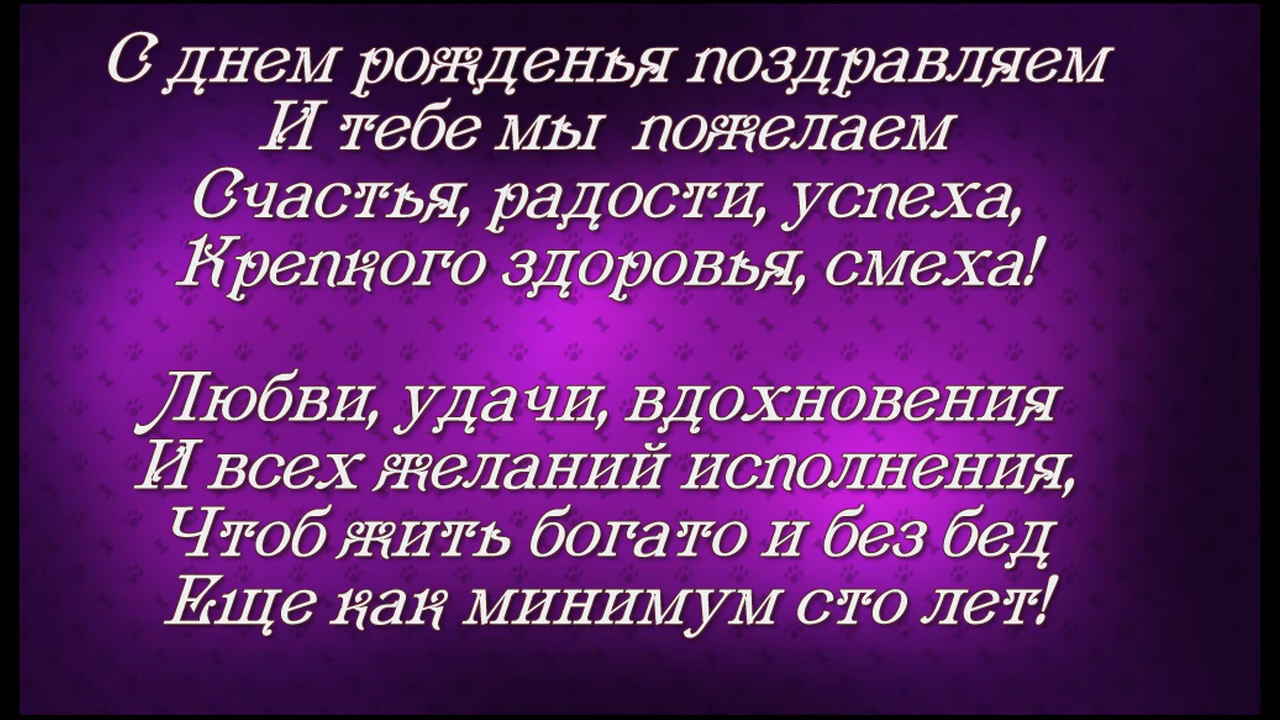 С днем рожденья поздравляем
И тебе мы пожелаем
Счастья, радости, успеха,
Крепкого здоровья, смеха!
Любви, удачи, вдохновения
И всех желаний исполнения,
Чтоб жить богато и без бед
Еще как минимум сто лет!